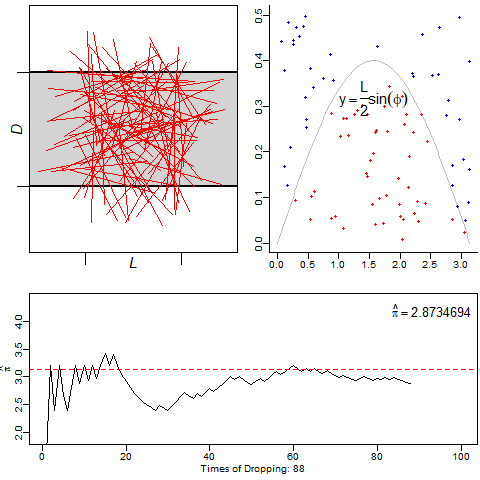 D
L
0.0 0.1 0.2 0.3 0.4 0.5
y = L/2 sin(ϕ)
0.0 0.5 1.0 1.5 2.0 2.5 3.0
π̂
2.0 2.5 3.0 3.5 4.0
π̂ = 2.8734694
0 20 40 60 80 100
Times of Dropping: 88